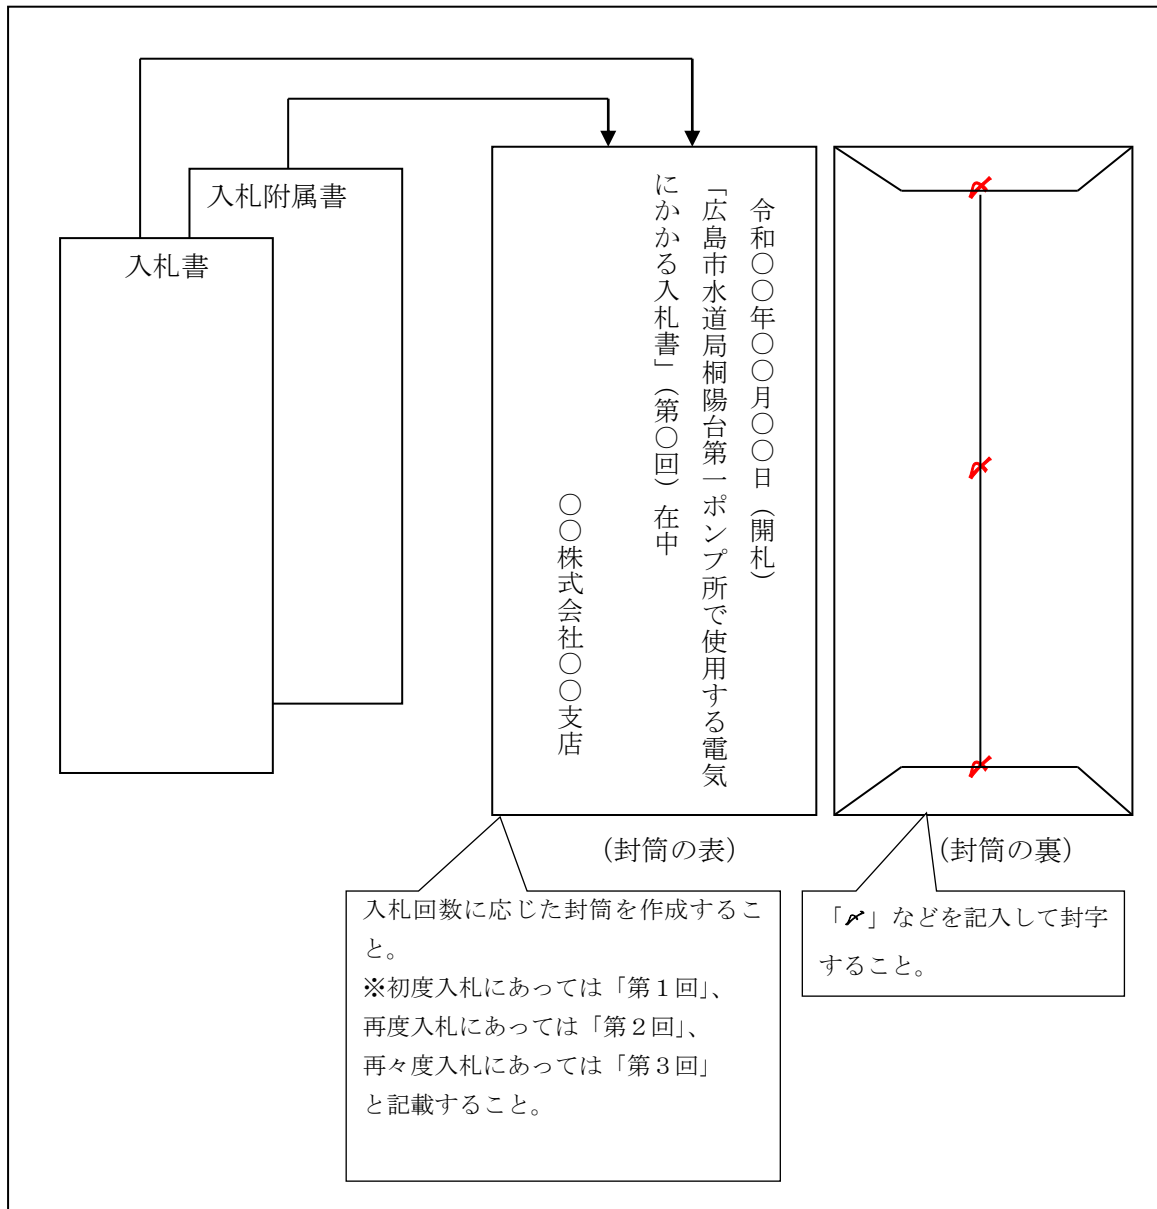 入札附属書
入札書
令和〇〇年〇〇月〇〇日（開札）
「広島市水道局桐陽台第一ポンプ所で使用する電気
にかかる入札書」（第〇回）在中
〇〇株式会社〇〇支店
〆
〆
〆
（封筒の表）
（封筒の裏）
入札回数に応じた封筒を作成するこ
と。
※初度入札にあっては「第１回」、
再度入札にあっては「第２回」、
再々度入札にあっては「第３回」
と記載すること。
「〆」などを記入して封字
すること。